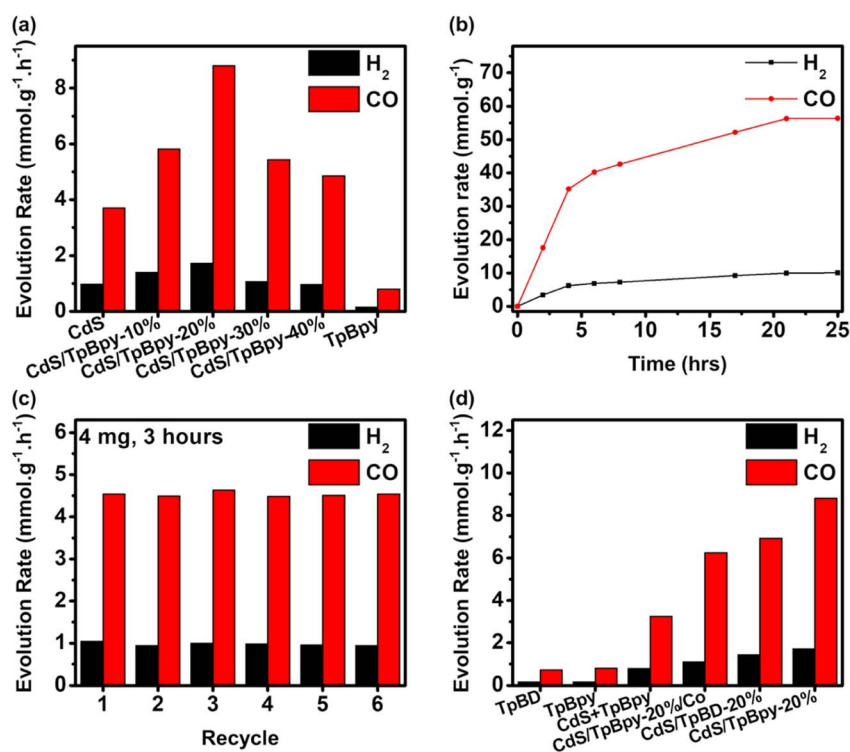 (a)
H₂
CO
Evolution Rate (mmol.g⁻¹.h⁻¹)
8
6
4
2
0
CdS
CdS/TpBpy-10%
CdS/TpBpy-20%
CdS/TpBpy-30%
CdS/TpBpy-40%
TpBpy
(b)
H₂
CO
Evolution rate (mmol.g⁻¹)
70
60
50
40
30
20
10
0
0 5 10 15 20 25
Time (hrs)
(c)
4 mg, 3 hours
H₂
CO
Evolution Rate (mmol.g⁻¹.h⁻¹)
6
5
4
3
2
1
0
1 2 3 4 5 6
Recycle
(d)
H₂
CO
Evolution Rate (mmol.g⁻¹.h⁻¹)
12
10
8
6
4
2
0
TpBD
TpBpy
CdS+TpBpy
CdS/TpBpy-20%/Co
CdS/TpBD-20%
CdS/TpBpy-20%